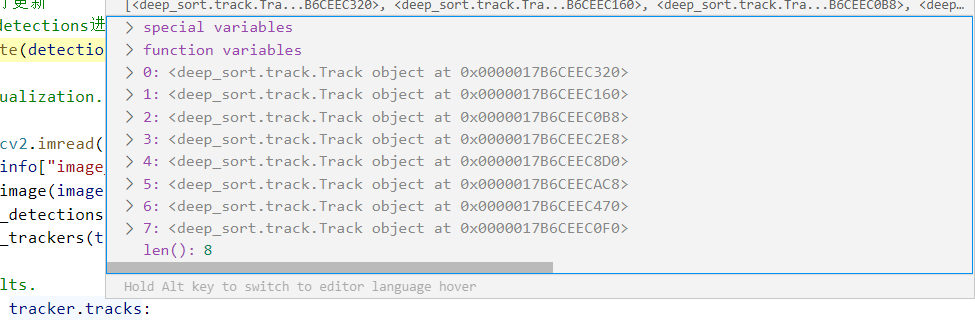 [<deep_sort.track.Tra...B6CEEC320>, <deep_sort.track.Tra...B6CEEC160>, <deep_sort.track.Tra...B6CEEC0B8>, <deep…
更新
detections进
te(detectio
ualization.
cv2.imread(
info["image
image(image
_detections
_trackers(t
lts.
tracker.tracks:
> special variables
> function variables
> 0: <deep_sort.track.Track object at 0x0000017B6CEEC320>
> 1: <deep_sort.track.Track object at 0x0000017B6CEEC160>
> 2: <deep_sort.track.Track object at 0x0000017B6CEEC0B8>
> 3: <deep_sort.track.Track object at 0x0000017B6CEEC2E8>
> 4: <deep_sort.track.Track object at 0x0000017B6CEEC8D0>
> 5: <deep_sort.track.Track object at 0x0000017B6CEECAC8>
> 6: <deep_sort.track.Track object at 0x0000017B6CEEC470>
> 7: <deep_sort.track.Track object at 0x0000017B6CEEC0F0>
len(): 8
Hold Alt key to switch to editor language hover